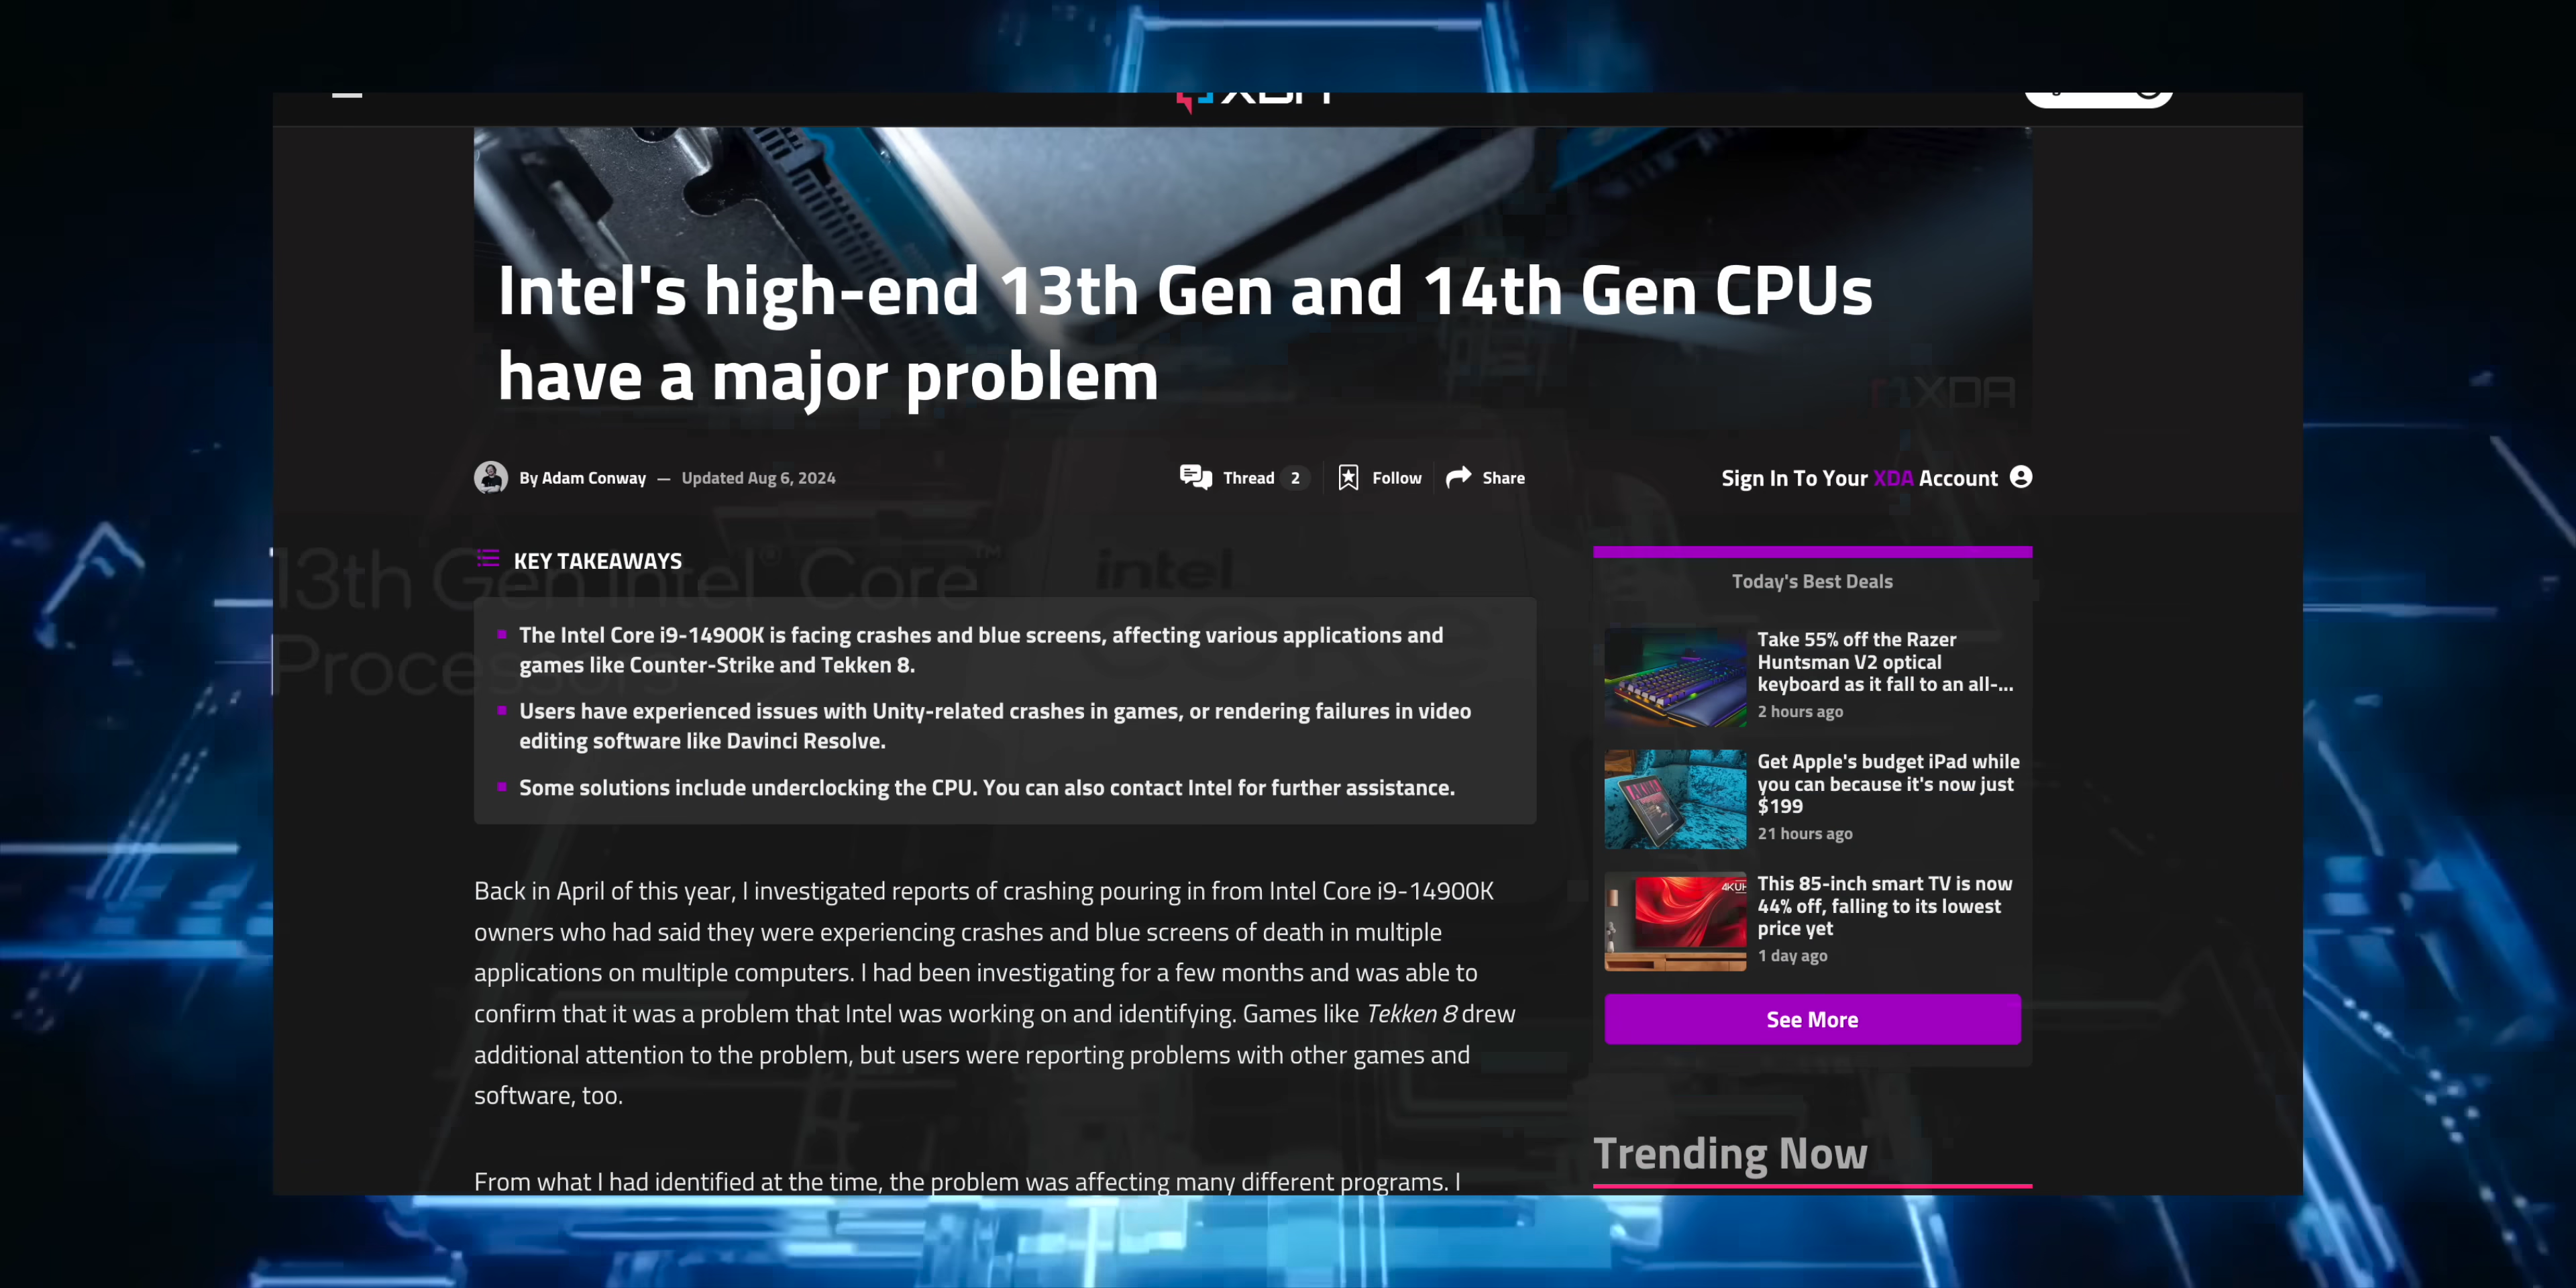 Intel's high-end 13th Gen and 14th Gen CPUs
have a major problem
XDA
By Adam Conway — Updated Aug 6, 2024
Thread 2
Follow
Share
Sign In To Your XDA Account
KEY TAKEAWAYS
13th Gen Intel® Core™
Processors
intel
CORE
The Intel Core i9-14900K is facing crashes and blue screens, affecting various applications and
games like Counter-Strike and Tekken 8.
Users have experienced issues with Unity-related crashes in games, or rendering failures in video
editing software like Davinci Resolve.
Some solutions include underclocking the CPU. You can also contact Intel for further assistance.
Back in April of this year, I investigated reports of crashing pouring in from Intel Core i9-14900K
owners who had said they were experiencing crashes and blue screens of death in multiple
applications on multiple computers. I had been investigating for a few months and was able to
confirm that it was a problem that Intel was working on and identifying. Games like Tekken 8 drew
additional attention to the problem, but users were reporting problems with other games and
software, too.
From what I had identified at the time, the problem was affecting many different programs. I
Today's Best Deals
Take 55% off the Razer
Huntsman V2 optical
keyboard as it fall to an all-...
2 hours ago
Get Apple's budget iPad while
you can because it's now just
$199
21 hours ago
This 85-inch smart TV is now
44% off, falling to its lowest
price yet
1 day ago
See More
Trending Now